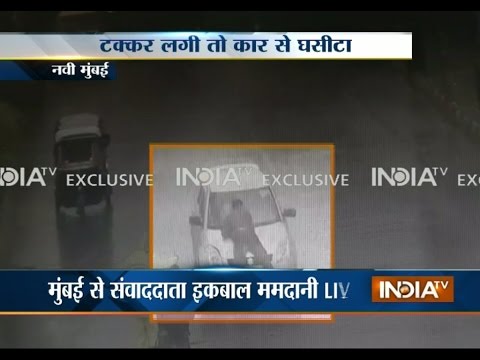 टक्कर लगी तो कार से घसीटा
नवी मुंबई
INDIA TV EXCLUSIVE INDIA TV EXCLUSIVE INDIA TV
मुंबई से संवाददाता इकबाल ममदानी LIV
INDIA TV